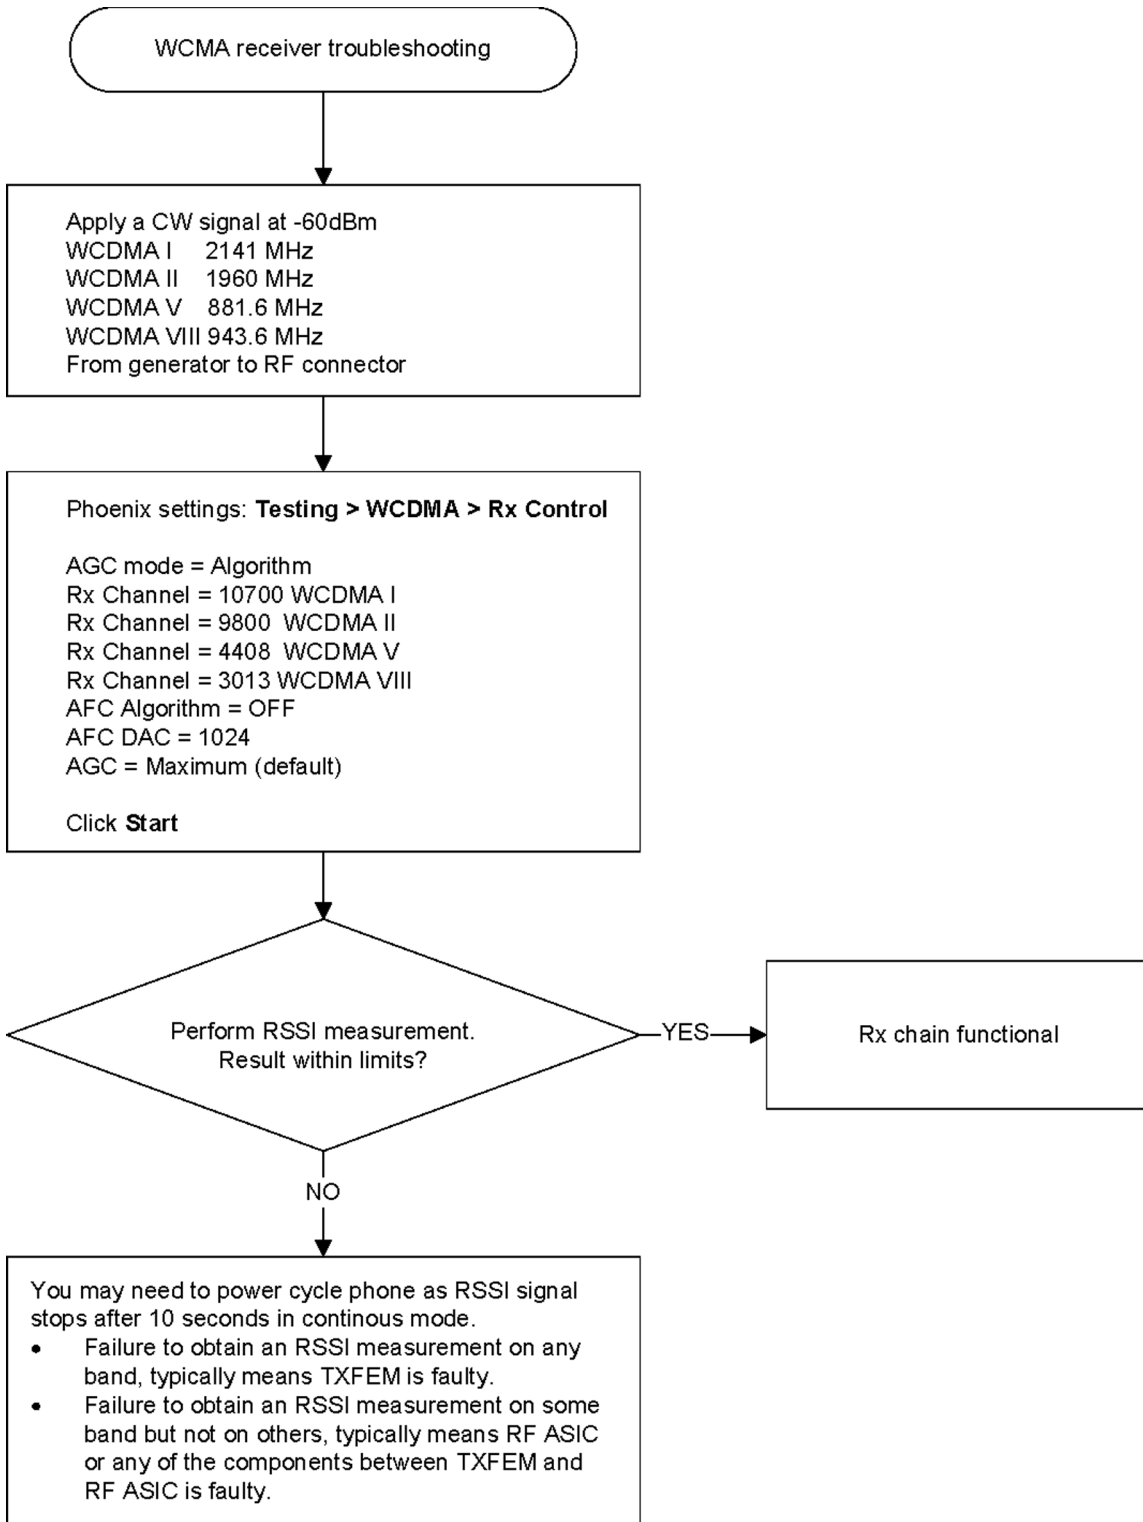 WCMA receiver troubleshooting
Apply a CW signal at -60dBm
WCDMA I 2141 MHz
WCDMA II 1960 MHz
WCDMA V 881.6 MHz
WCDMA VIII 943.6 MHz
From generator to RF connector
Phoenix settings: Testing > WCDMA > Rx Control
AGC mode = Algorithm
Rx Channel = 10700 WCDMA I
Rx Channel = 9800 WCDMA II
Rx Channel = 4408 WCDMA V
Rx Channel = 3013 WCDMA VIII
AFC Algorithm = OFF
AFC DAC = 1024
AGC = Maximum (default)
Click Start
Perform RSSI measurement.
Result within limits?
YES
Rx chain functional
NO
You may need to power cycle phone as RSSI signal
stops after 10 seconds in continous mode.
• Failure to obtain an RSSI measurement on any
band, typically means TXFEM is faulty.
• Failure to obtain an RSSI measurement on some
band but not on others, typically means RF ASIC
or any of the components between TXFEM and
RF ASIC is faulty.